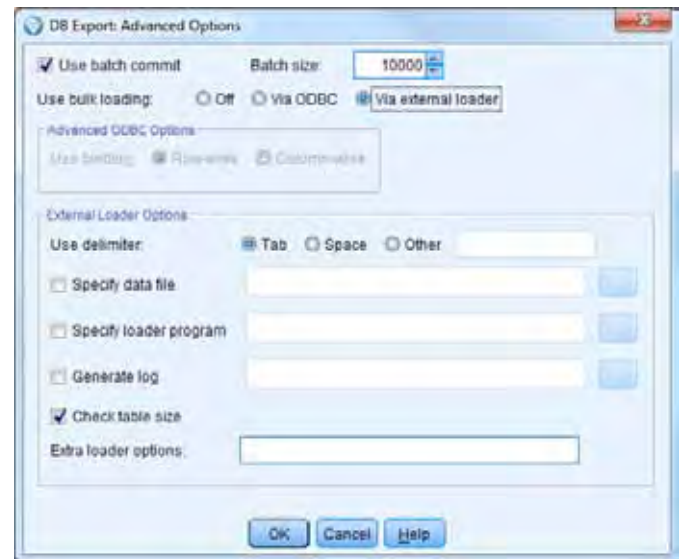 DB Export: Advanced Options
Use batch commit Batch size: 10000
Use bulk loading: Off Via ODBC Via external loader
Advanced ODBC Options
Use binding: Row-wise Column-wise
External Loader Options
Use delimiter: Tab Space Other
Specify data file
Specify loader program
Generate log
Check table size
Extra loader options:
OK Cancel Help